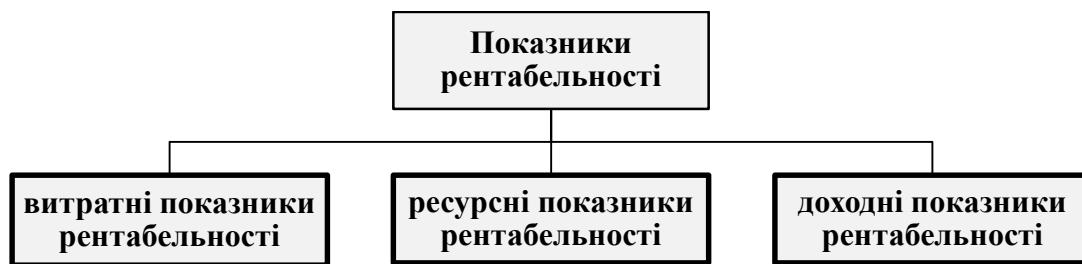 Показники
рентабельності
витратні показники
рентабельності
ресурсні показники
рентабельності
доходні показники
рентабельності